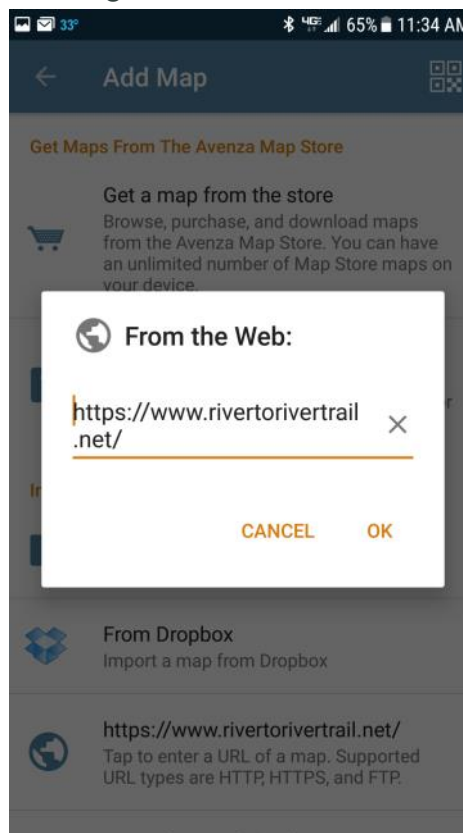 33° 4G 65% 11:34 AM
Add Map
Get Maps From The Avenza Map Store
Get a map from the store
Browse, purchase, and download maps
from the Avenza Map Store. You can have
an unlimited number of Map Store maps on
your device.
From the Web:
https://www.rivertorivertrail
.net/
CANCEL OK
From Dropbox
Import a map from Dropbox
https://www.rivertorivertrail.net/
Tap to enter a URL of a map. Supported
URL types are HTTP, HTTPS, and FTP.